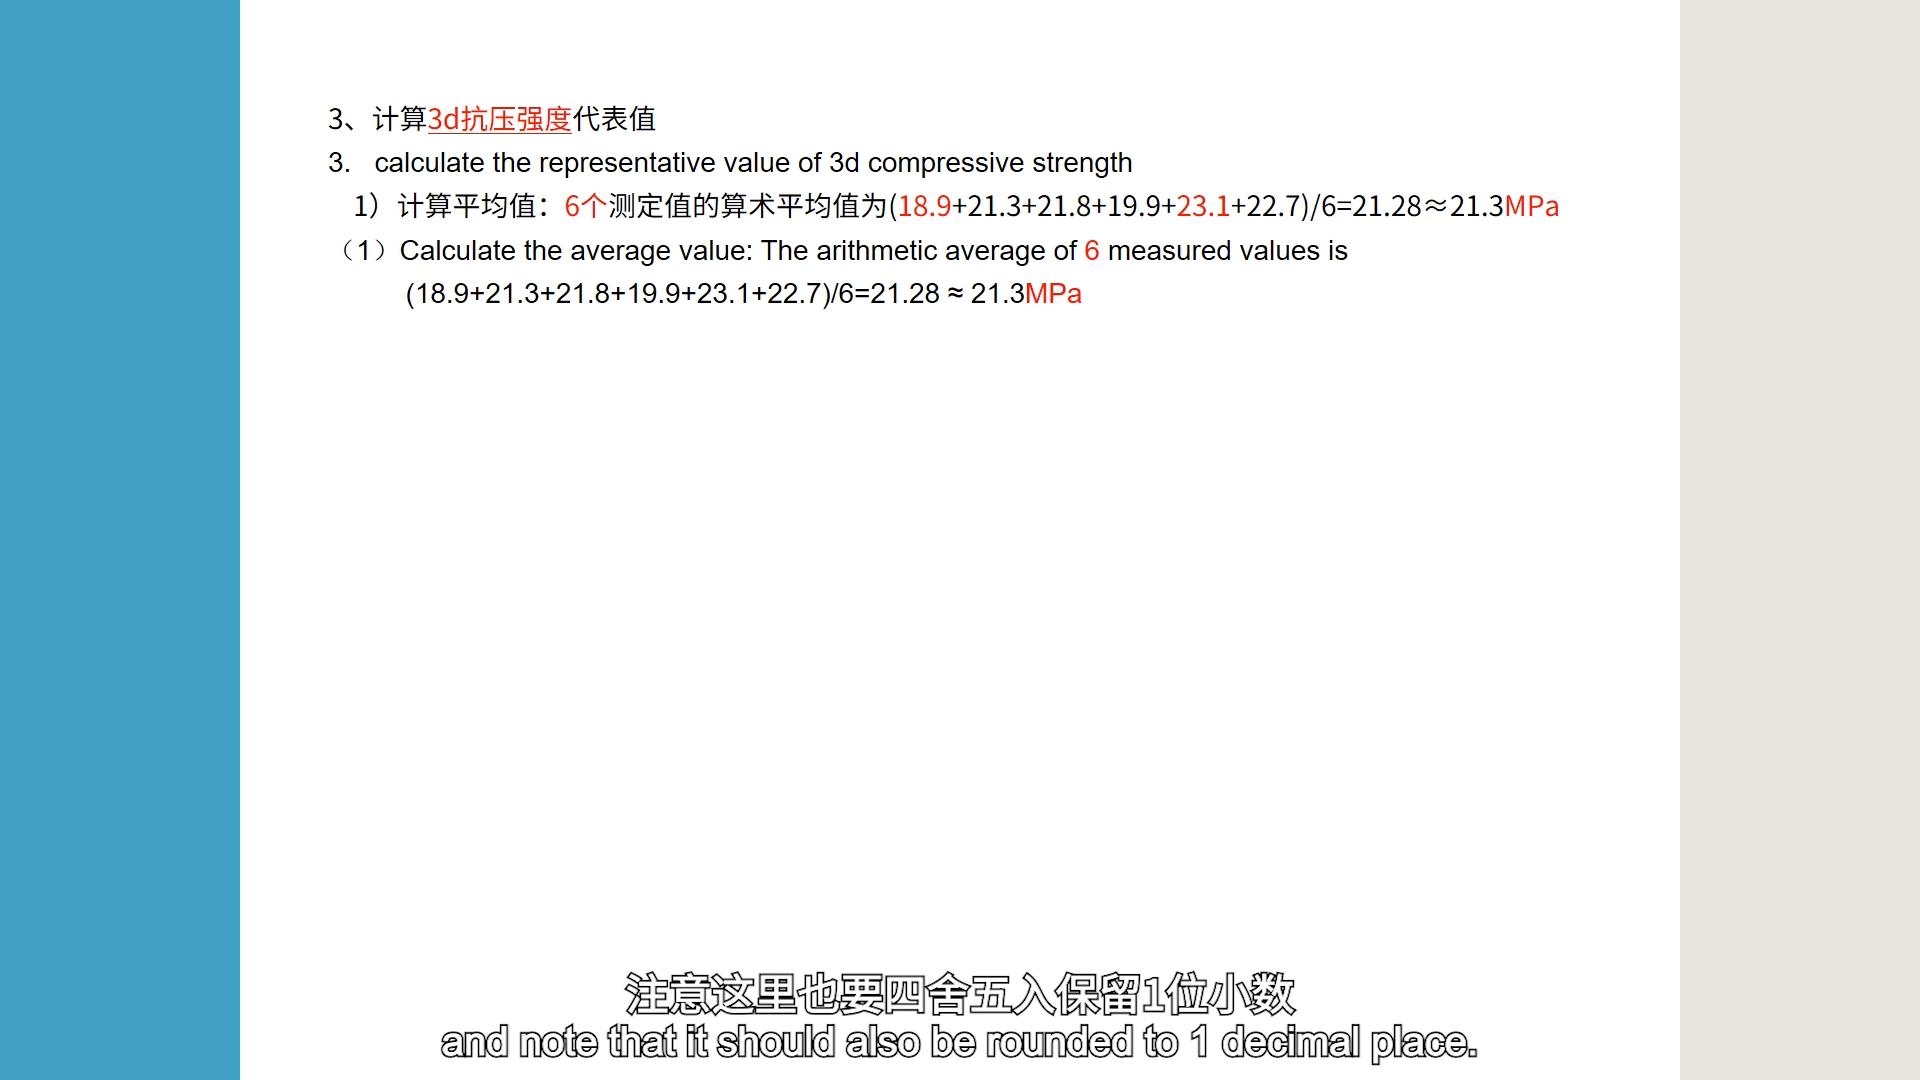 3、计算3d抗压强度代表值
3. calculate the representative value of 3d compressive strength
1）计算平均值：6个测定值的算术平均值为(18.9+21.3+21.8+19.9+23.1+22.7)/6=21.28≈21.3MPa
（1）Calculate the average value: The arithmetic average of 6 measured values is
(18.9+21.3+21.8+19.9+23.1+22.7)/6=21.28 ≈ 21.3MPa
注意这里也要四舍五入保留1位小数
and note that it should also be rounded to 1 decimal place.